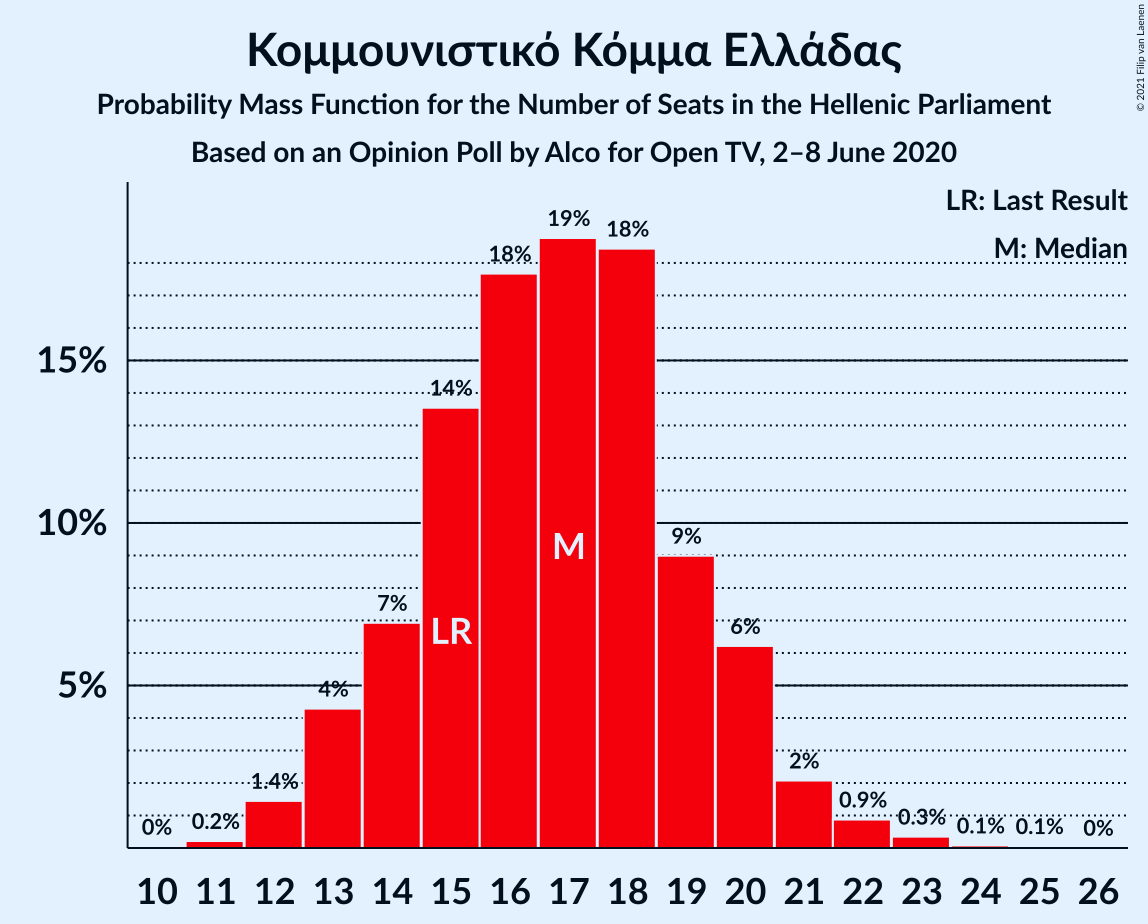 Κομμουνιστικό Κόμμα Ελλάδας
Probability Mass Function for the Number of Seats in the Hellenic Parliament
Based on an Opinion Poll by Alco for Open TV, 2–8 June 2020
© 2021 Filip van Laenen
LR: Last Result
M: Median
15%
10%
5%
0%
0.2%
1.4%
4%
7%
14%
18%
19%
18%
9%
6%
2%
0.9%
0.3%
0.1%
0.1%
0%
LR
M
10 11 12 13 14 15 16 17 18 19 20 21 22 23 24 25 26